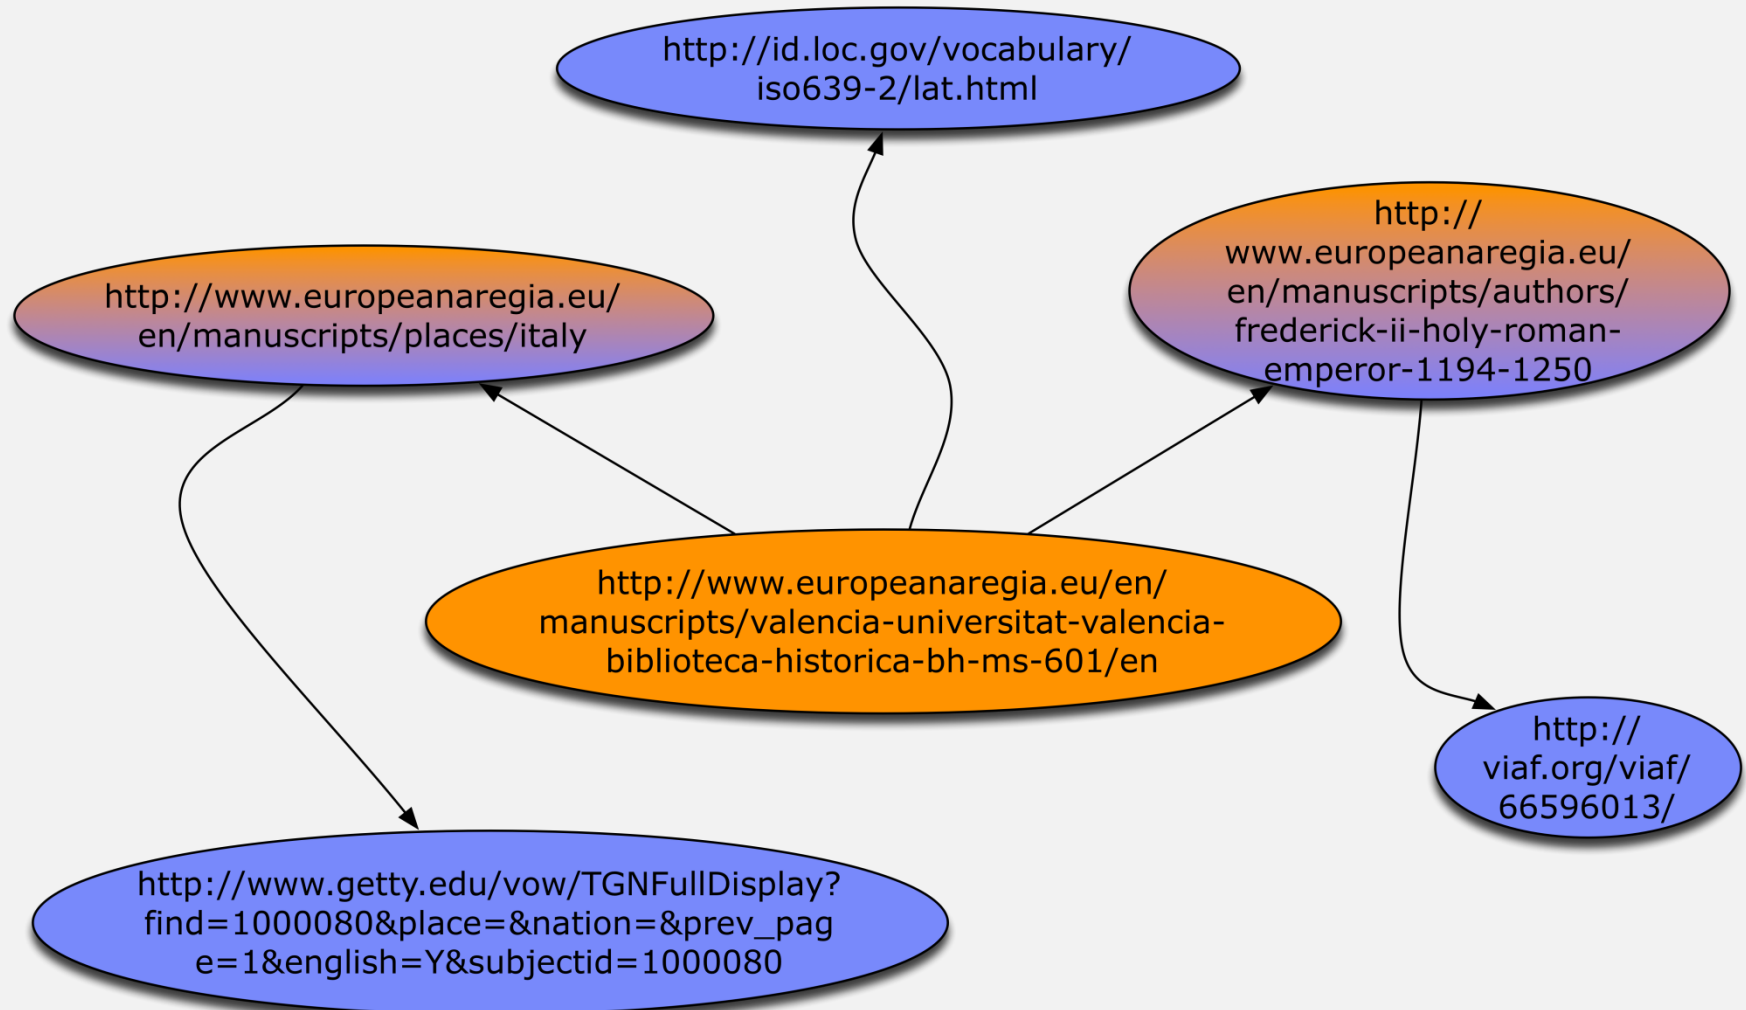 http://id.loc.gov/vocabulary/
iso639-2/lat.html
http://
www.europeanaregia.eu/
en/manuscripts/authors/
frederick-ii-holy-roman-
emperor-1194-1250
http://www.europeanaregia.eu/
en/manuscripts/places/italy
http://www.europeanaregia.eu/en/
manuscripts/valencia-universitat-valencia-
biblioteca-historica-bh-ms-601/en
http://
viaf.org/viaf/
66596013/
http://www.getty.edu/vow/TGNFullDisplay?
find=1000080&place=&nation=&prev_pag
e=1&english=Y&subjectid=1000080